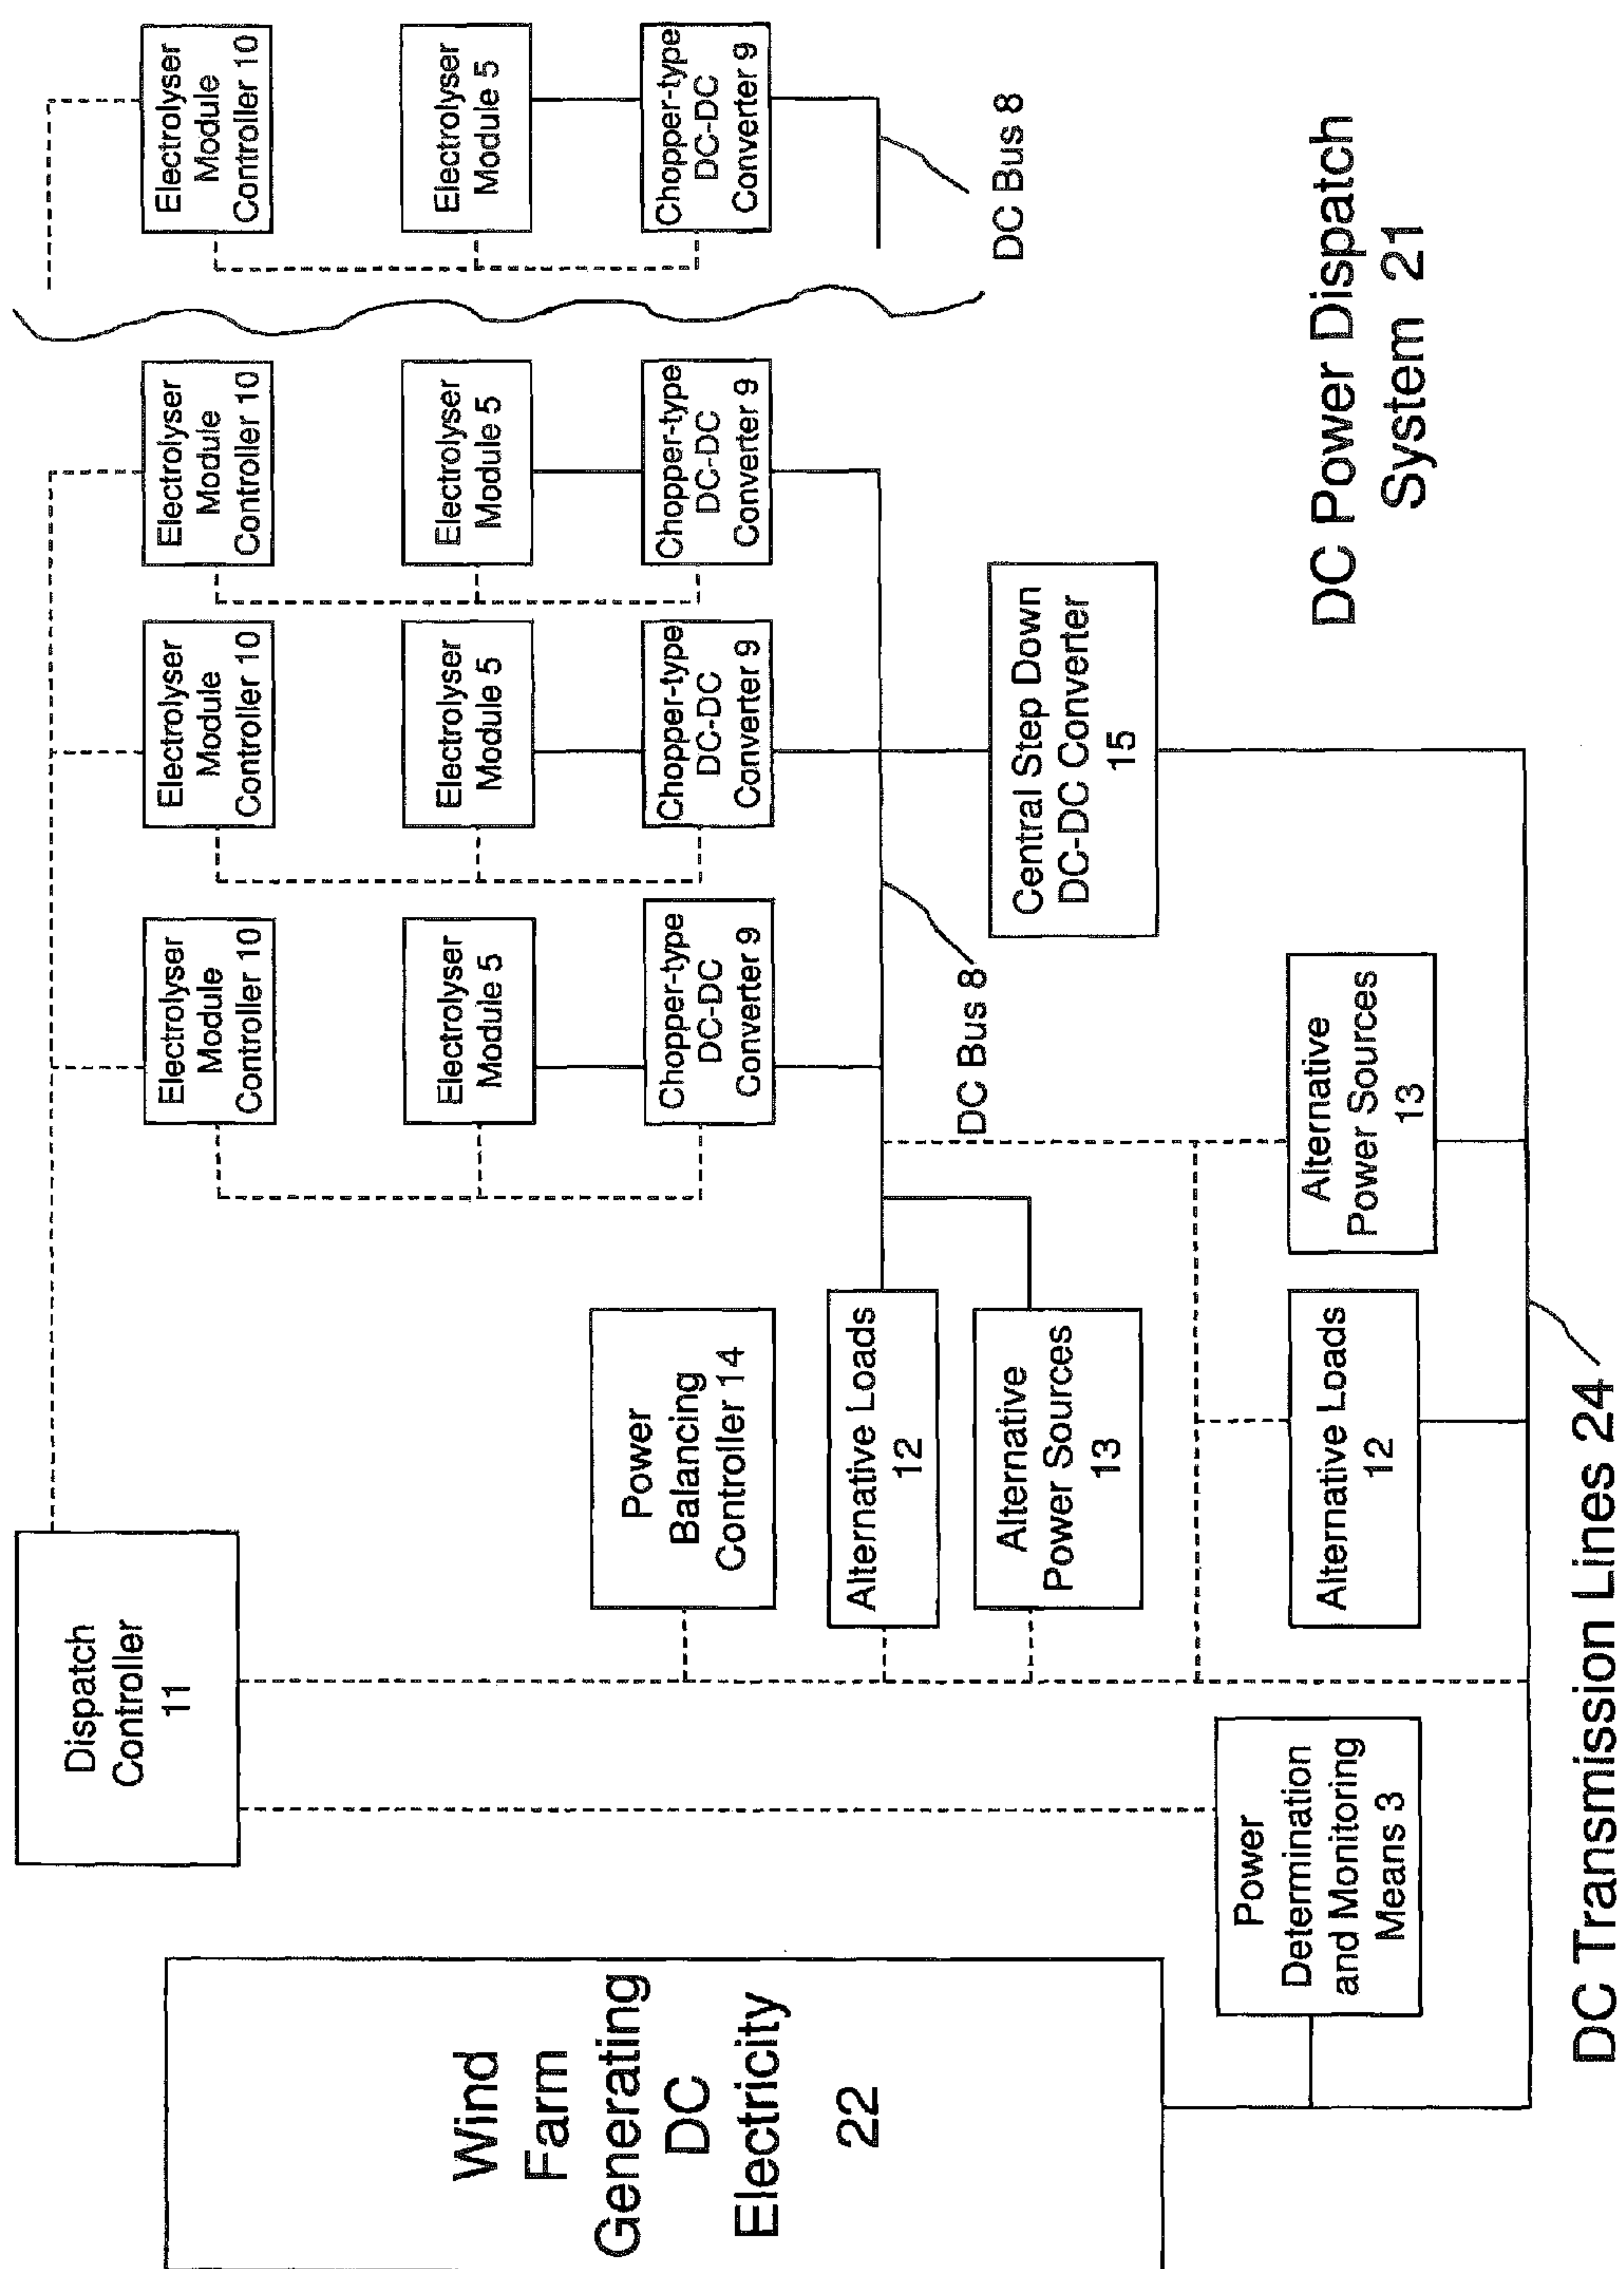 Wind
Farm
Generating
DC
Electricity
22
Dispatch
Controller
11
Power
Determination
and Monitoring
Means 3
DC Transmission Lines 24
Power
Balancing
Controller 14
Alternative Loads
12
Alternative
Power Sources
13
Alternative Loads
12
Alternative
Power Sources
13
Electrolyser
Module
Controller 10
Electrolyser
Module 5
Chopper-type
DC-DC
Converter 9
DC Bus 8
Electrolyser
Module
Controller 10
Electrolyser
Module 5
Chopper-type
DC-DC
Converter 9
Central Step Down
DC-DC Converter
15
Electrolyser
Module
Controller 10
Electrolyser
Module 5
Chopper-type
DC-DC
Converter 9
Electrolyser
Module
Controller 10
Electrolyser
Module 5
Chopper-type
DC-DC
Converter 9
DC Bus 8
DC Power Dispatch
System 21